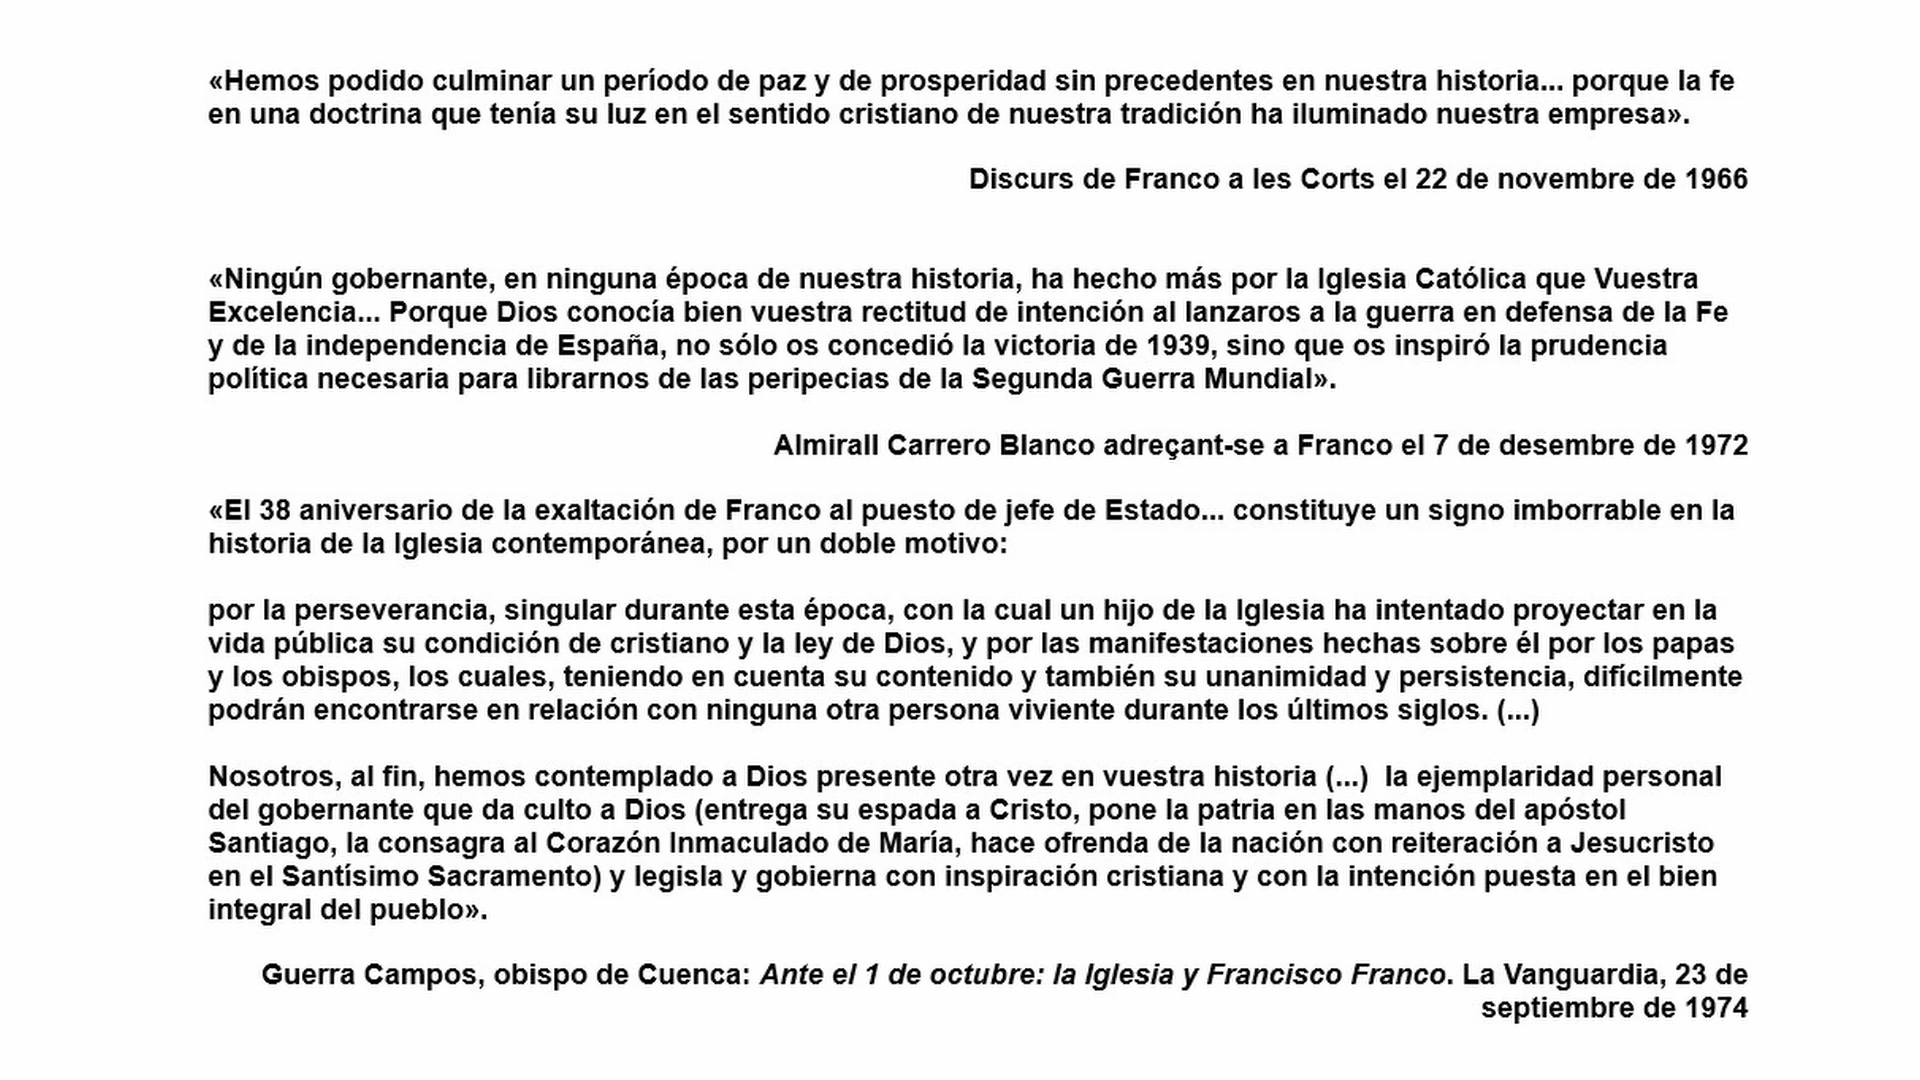 «Hemos podido culminar un período de paz y de prosperidad sin precedentes en nuestra historia... porque la fe
en una doctrina que tenía su luz en el sentido cristiano de nuestra tradición ha iluminado nuestra empresa».
Discurs de Franco a les Corts el 22 de novembre de 1966
«Ningún gobernante, en ninguna época de nuestra historia, ha hecho más por la Iglesia Católica que Vuestra
Excelencia... Porque Dios conocía bien vuestra rectitud de intención al lanzaros a la guerra en defensa de la Fe
y de la independencia de España, no sólo os concedió la victoria de 1939, sino que os inspiró la prudencia
política necesaria para librarnos de las peripecias de la Segunda Guerra Mundial».
Almirall Carrero Blanco adreçant-se a Franco el 7 de desembre de 1972
«El 38 aniversario de la exaltación de Franco al puesto de jefe de Estado... constituye un signo imborrable en la
historia de la Iglesia contemporánea, por un doble motivo:
por la perseverancia, singular durante esta época, con la cual un hijo de la Iglesia ha intentado proyectar en la
vida pública su condición de cristiano y la ley de Dios, y por las manifestaciones hechas sobre él por los papas
y los obispos, los cuales, teniendo en cuenta su contenido y también su unanimidad y persistencia, difícilmente
podrán encontrarse en relación con ninguna otra persona viviente durante los últimos siglos. (...)
Nosotros, al fin, hemos contemplado a Dios presente otra vez en vuestra historia (...)  la ejemplaridad personal
del gobernante que da culto a Dios (entrega su espada a Cristo, pone la patria en las manos del apóstol
Santiago, la consagra al Corazón Inmaculado de María, hace ofrenda de la nación con reiteración a Jesucristo
en el Santísimo Sacramento) y legisla y gobierna con inspiración cristiana y con la intención puesta en el bien
integral del pueblo».
Guerra Campos, obispo de Cuenca: Ante el 1 de octubre: la Iglesia y Francisco Franco. La Vanguardia, 23 de
septiembre de 1974